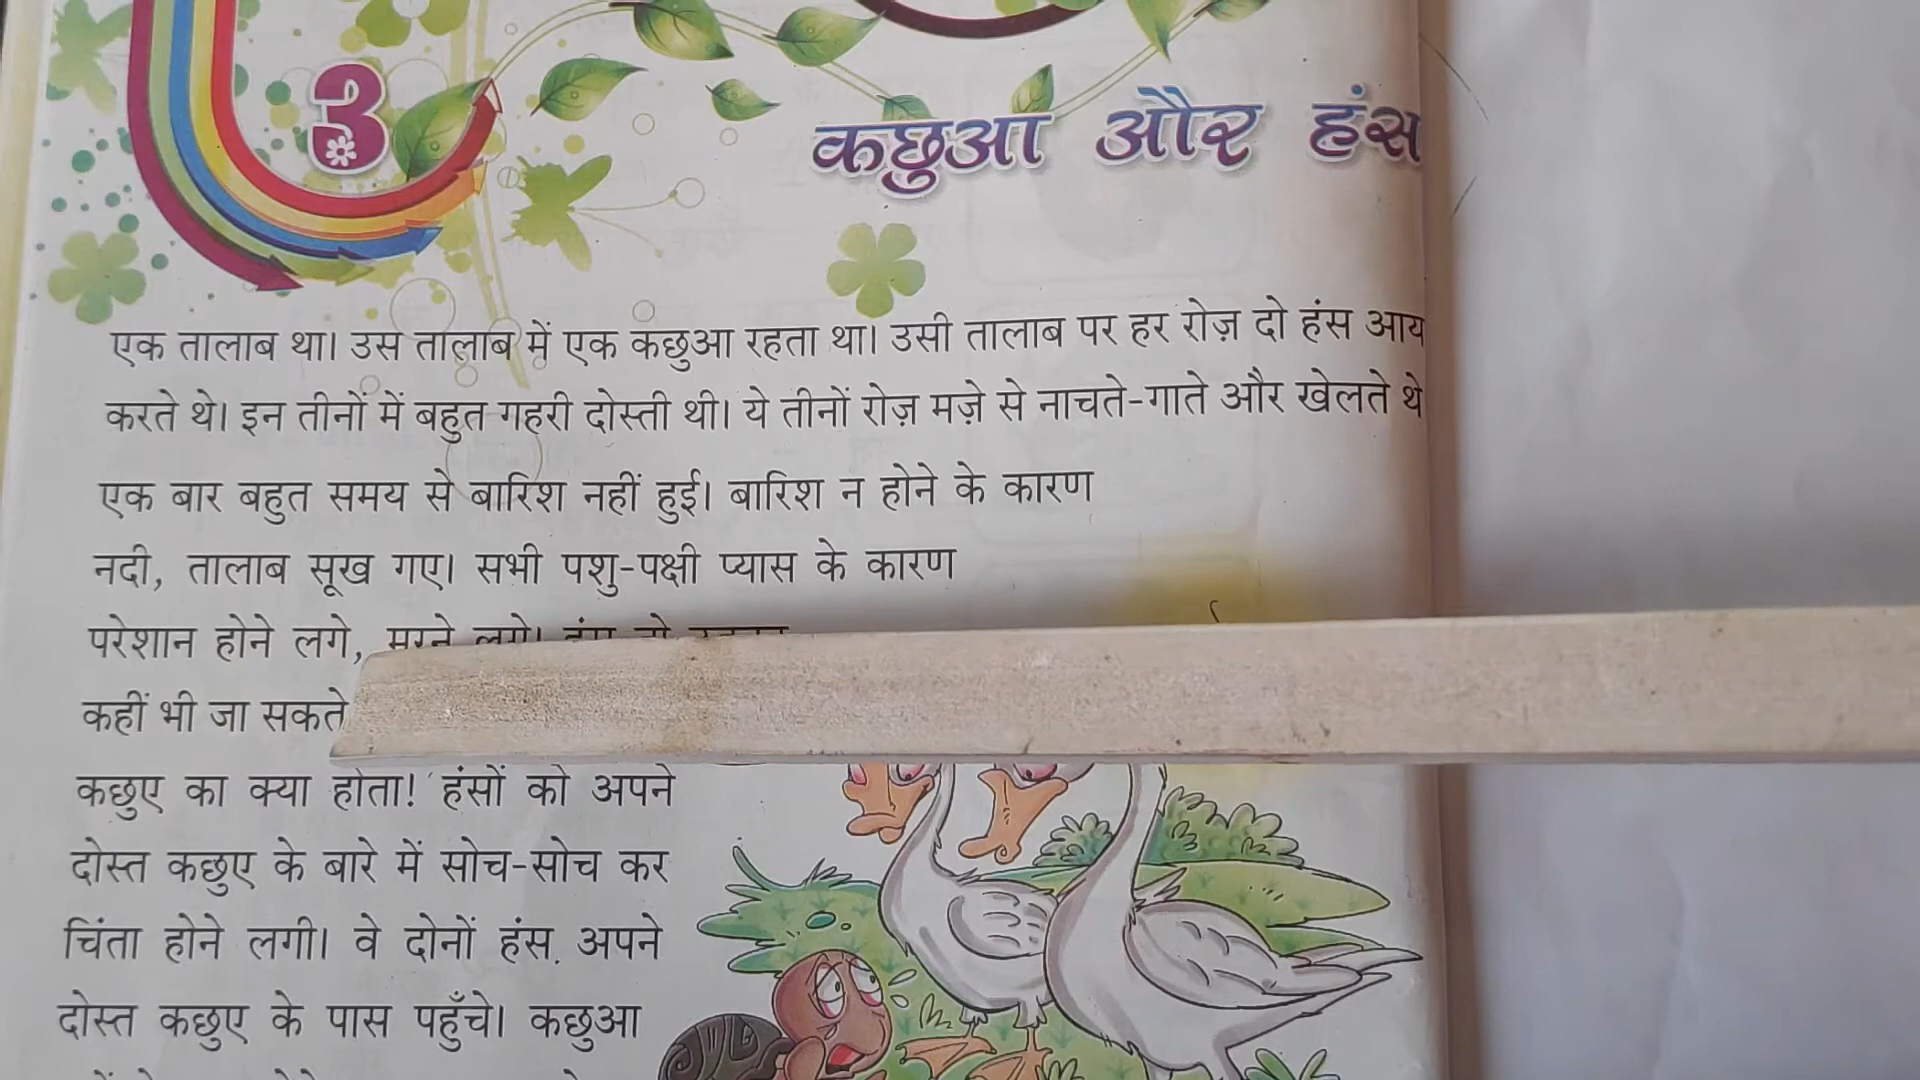 3
कछुआ और हंस
एक तालाब था। उस तालाब में एक कछुआ रहता था। उसी तालाब पर हर रोज़ दो हंस आय
करते थे। इन तीनों में बहुत गहरी दोस्ती थी। ये तीनों रोज़ मज़े से नाचते-गाते और खेलते थे
एक बार बहुत समय से बारिश नहीं हुई। बारिश न होने के कारण
नदी, तालाब सूख गए। सभी पशु-पक्षी प्यास के कारण
परेशान होने लगे, मरने लगे।
कहीं भी जा सकते
कछुए का क्या होता! हंसों को अपने
दोस्त कछुए के बारे में सोच-सोच कर
चिंता होने लगी। वे दोनों हंस. अपने
दोस्त कछुए के पास पहुँचे। कछुआ